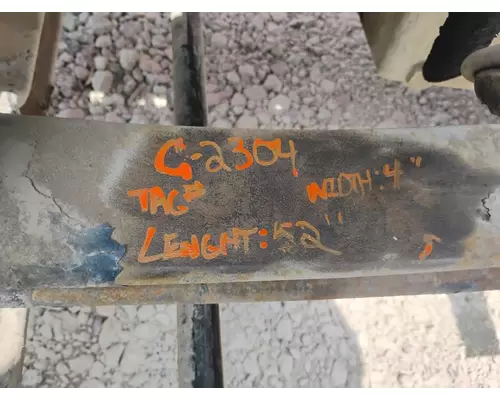 C-2304
TAG#
WIDTH: 4"
LENGHT: 52"